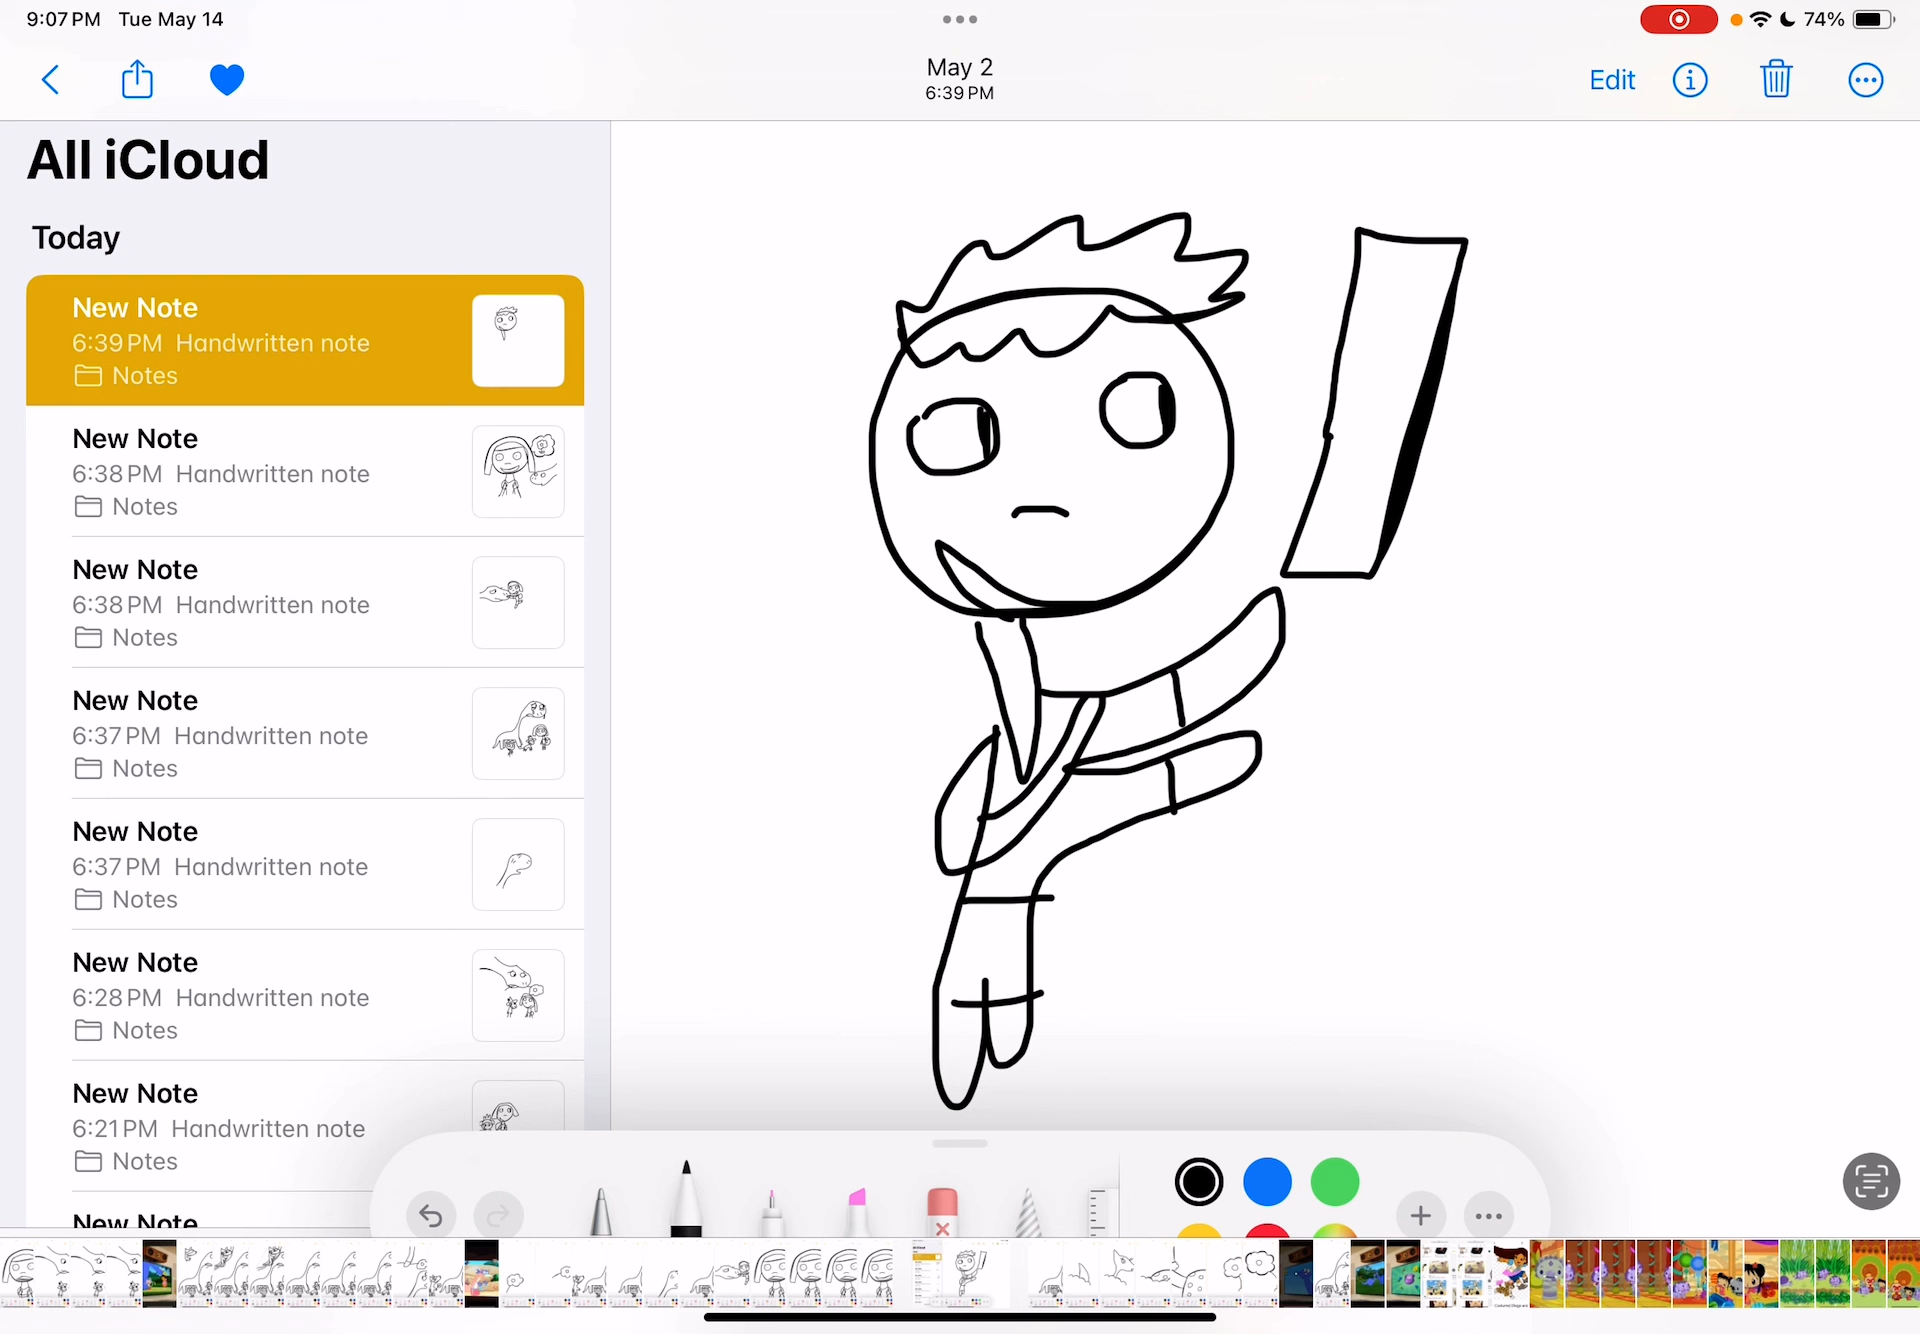 9:07 PM Tue May 14
74%
May 2
6:39 PM
Edit
All iCloud
Today
New Note
6:39 PM Handwritten note
Notes
New Note
6:38 PM Handwritten note
Notes
New Note
6:38 PM Handwritten note
Notes
New Note
6:37 PM Handwritten note
Notes
New Note
6:37 PM Handwritten note
Notes
New Note
6:28 PM Handwritten note
Notes
New Note
6:21 PM Handwritten note
Notes
New Note